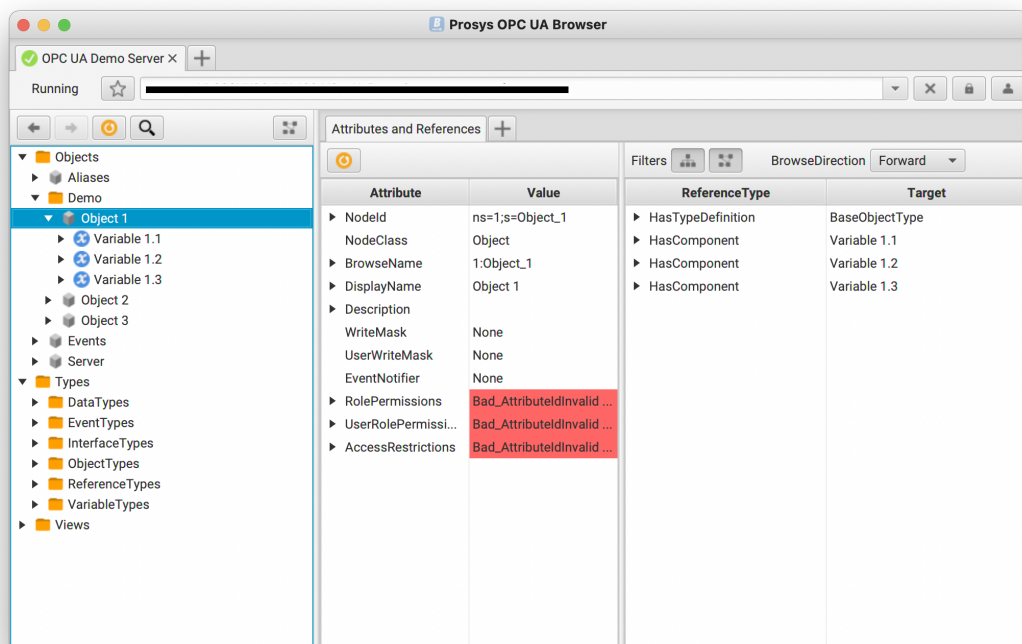 Prosys OPC UA Browser
OPC UA Demo Server
Running
Attributes and References
Objects
Aliases
Demo
Object 1
Variable 1.1
Variable 1.2
Variable 1.3
Object 2
Object 3
Events
Server
Types
DataTypes
EventTypes
InterfaceTypes
ObjectTypes
ReferenceTypes
VariableTypes
Views
Attribute Value
NodeId ns=1;s=Object_1
NodeClass Object
BrowseName 1:Object_1
DisplayName Object 1
Description
WriteMask None
UserWriteMask None
EventNotifier None
RolePermissions Bad_AttributeIdInvalid ...
UserRolePermissi... Bad_AttributeIdInvalid ...
AccessRestrictions Bad_AttributeIdInvalid ...
Filters BrowseDirection Forward
ReferenceType Target
HasTypeDefinition BaseObjectType
HasComponent Variable 1.1
HasComponent Variable 1.2
HasComponent Variable 1.3